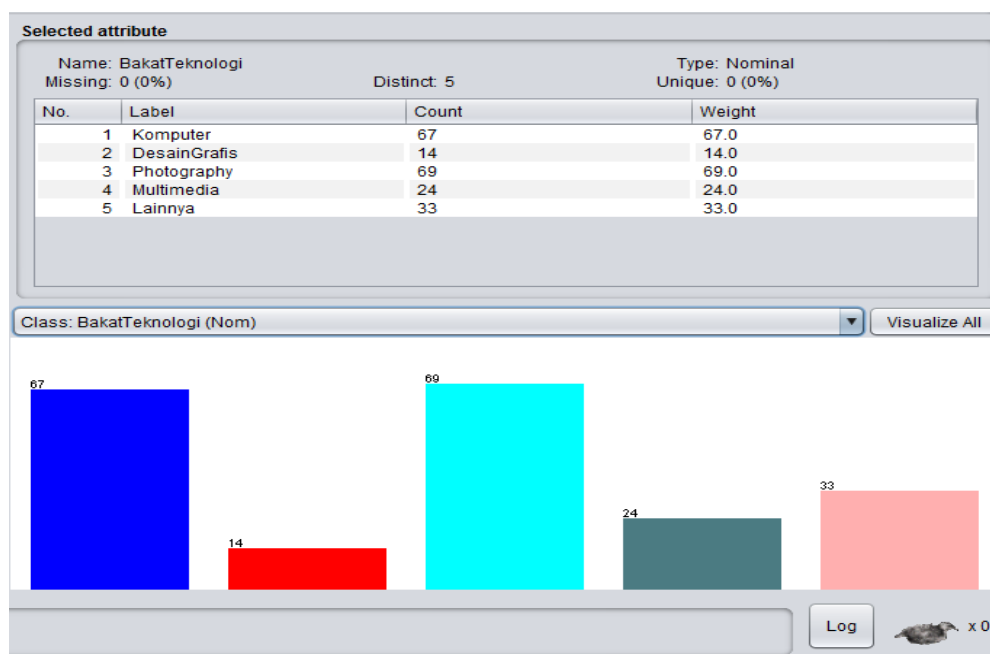 Selected attribute
Name: BakatTeknologi Type: Nominal
Missing: 0 (0%) Distinct: 5 Unique: 0 (0%)
No. Label Count Weight
1 Komputer 67 67.0
2 DesainGrafis 14 14.0
3 Photography 69 69.0
4 Multimedia 24 24.0
5 Lainnya 33 33.0
Class: BakatTeknologi (Nom) Visualize All
67 14 69 24 33
Log x 0